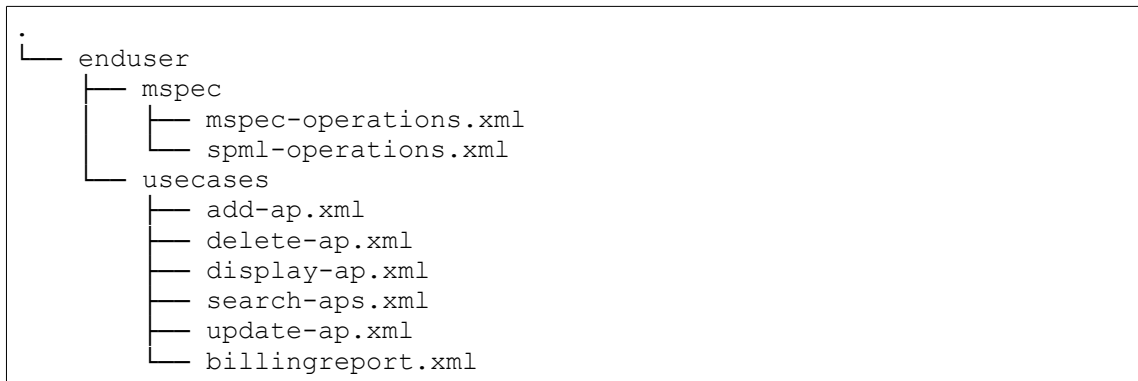 .
└── enduser
    ├── mspec
    │   ├── mspec-operations.xml
    │   └── spml-operations.xml
    └── usecases
        ├── add-ap.xml
        ├── delete-ap.xml
        ├── display-ap.xml
        ├── search-aps.xml
        ├── update-ap.xml
        └── billingreport.xml